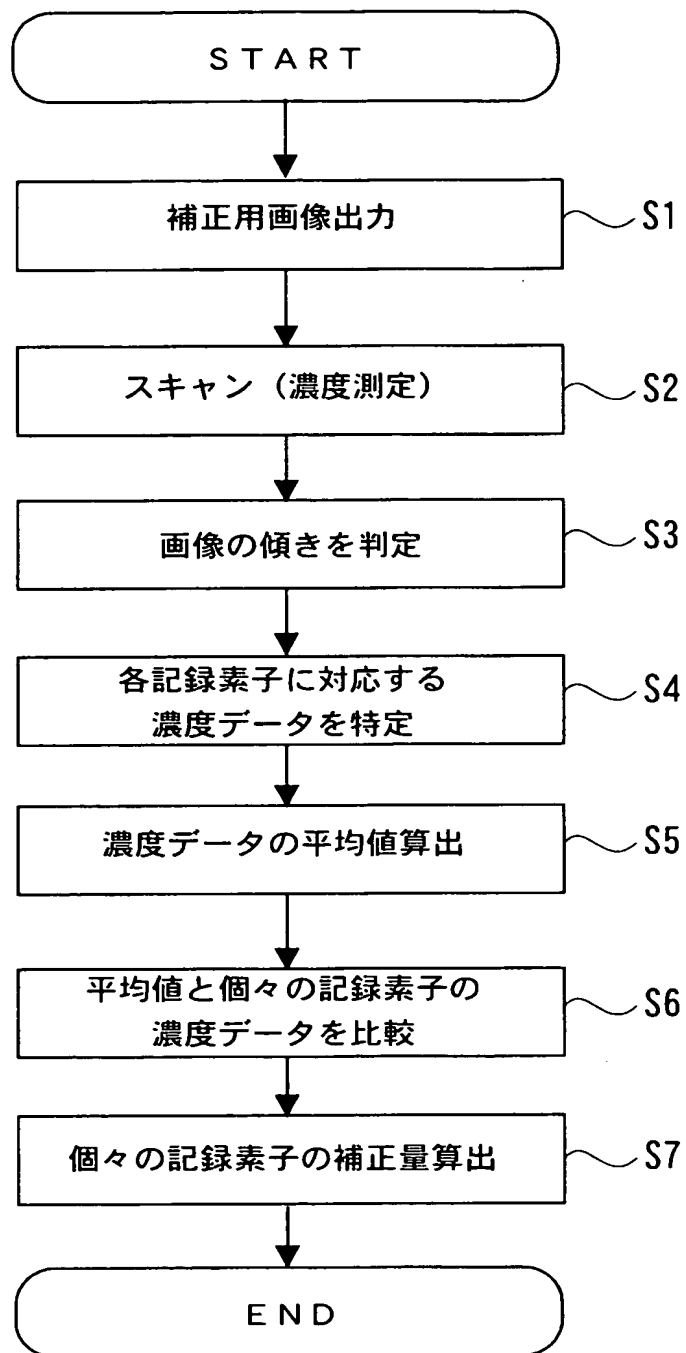 START
補正用画像出力
S1
スキャン（濃度測定）
S2
画像の傾きを判定
S3
各記録素子に対応する
濃度データを特定
S4
濃度データの平均値算出
S5
平均値と個々の記録素子の
濃度データを比較
S6
個々の記録素子の補正量算出
S7
END